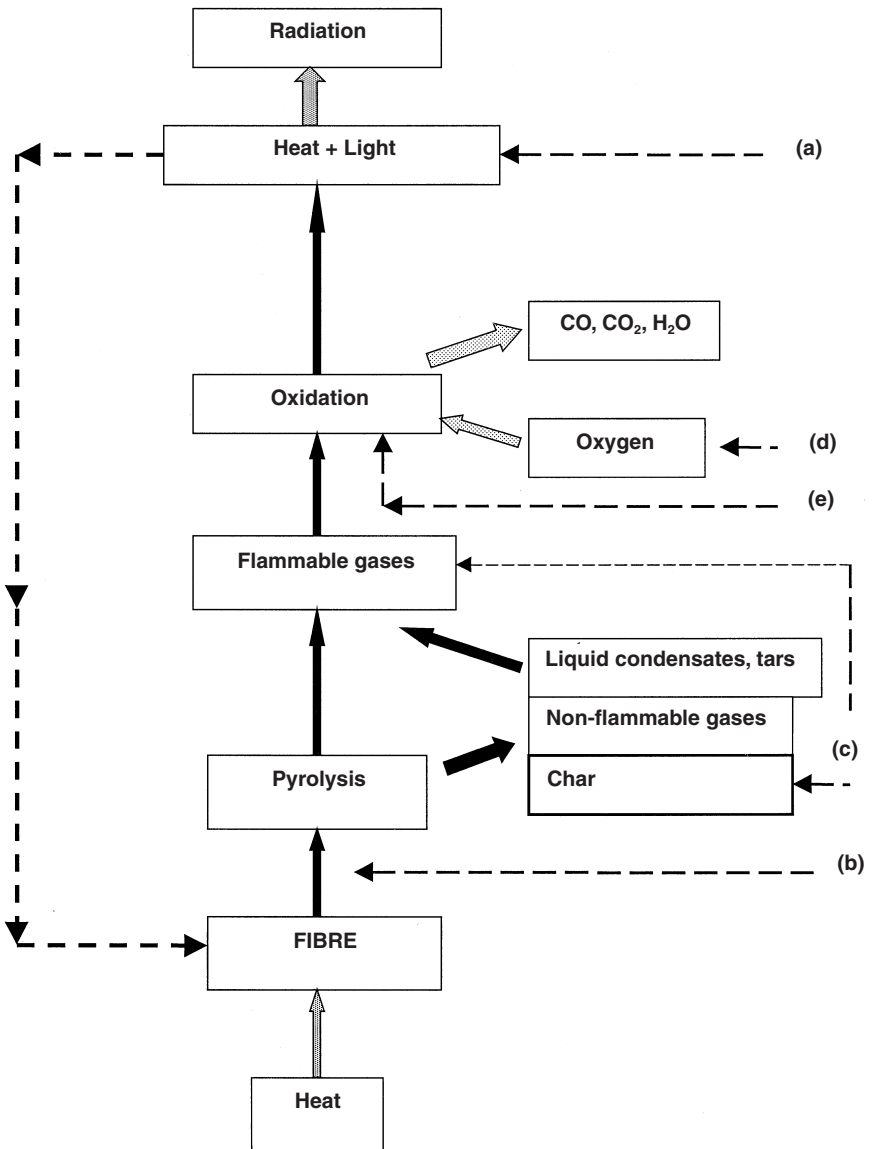 Radiation
Heat + Light
(a)
CO, CO₂, H₂O
Oxidation
Oxygen
(d)
(e)
Flammable gases
Liquid condensates, tars
Non-flammable gases
(c)
Pyrolysis
Char
(b)
FIBRE
Heat